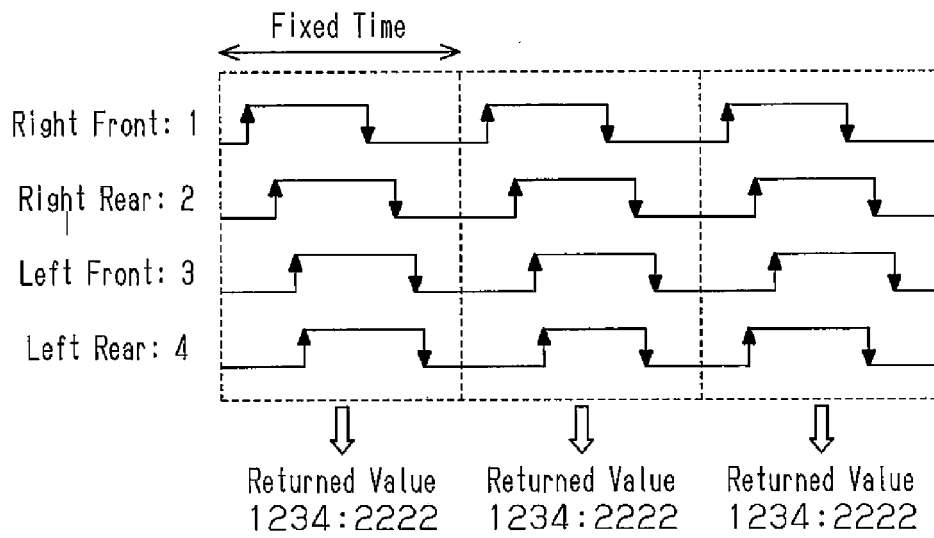 Fixed Time
Right Front: 1
Right Rear: 2
Left Front: 3
Left Rear: 4
Returned Value Returned Value Returned Value
1234:2222 1234:2222 1234:2222